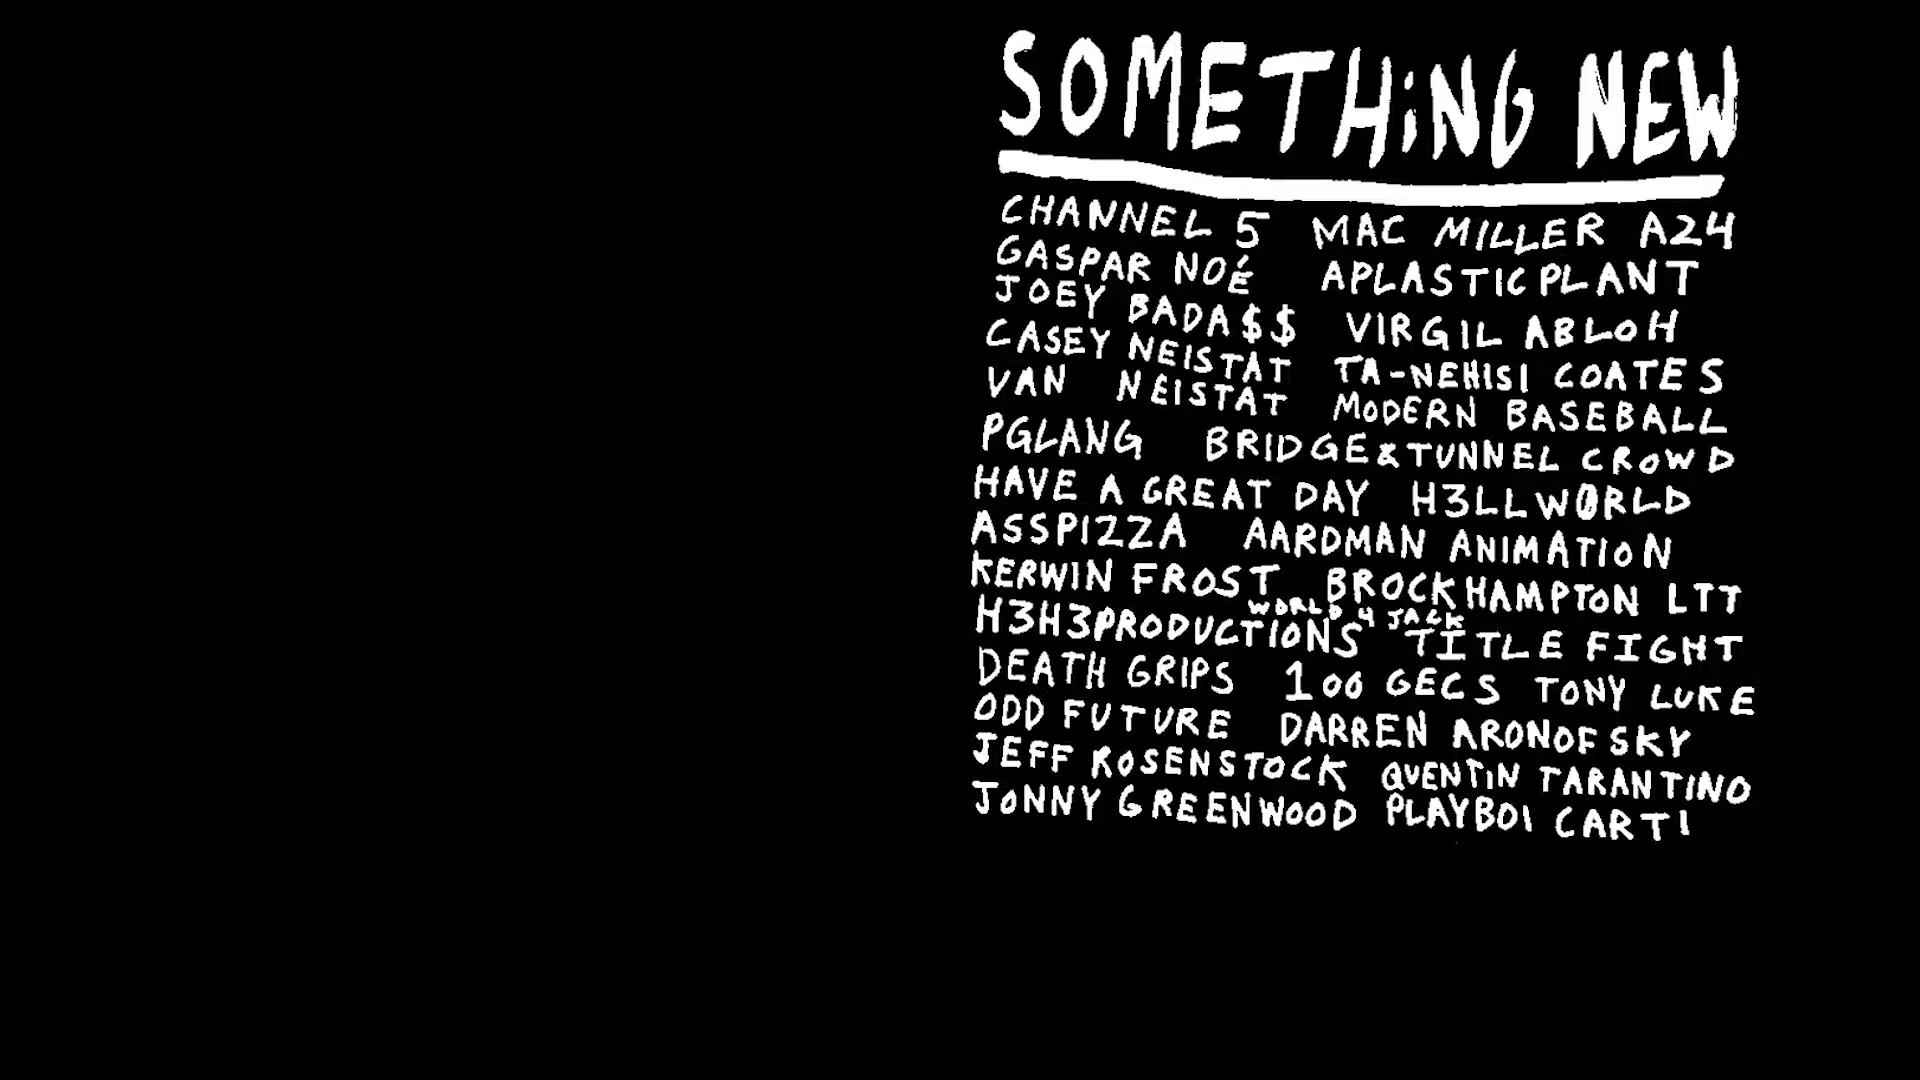 SOMETHiNG NEW
CHANNEL 5 MAC MILLER A24
GASPAR NOé APLASTICPLANT
JOEY BADA$$ VIRGIL ABLOH
CASEY NEISTAT TA-NEHISI COATES
VAN NEISTAT MODERN BASEBALL
PGLANG BRIDGE&TUNNEL CROWD
HAVE A GREAT DAY H3LLW0RLD
ASSPIZZA AARDMAN ANIMATION
KERWIN FROST BROCKHAMPTON LTT
WORLD 4 JACK
H3H3PRODUCTIONS TITLE FIGHT
DEATH GRIPS 100 GECS TONY LUKE
ODD FUTURE DARREN ARONOFSKY
JEFF ROSENSTOCK QUENTIN TARANTINO
JONNY GREENWOOD PLAYBOI CARTI